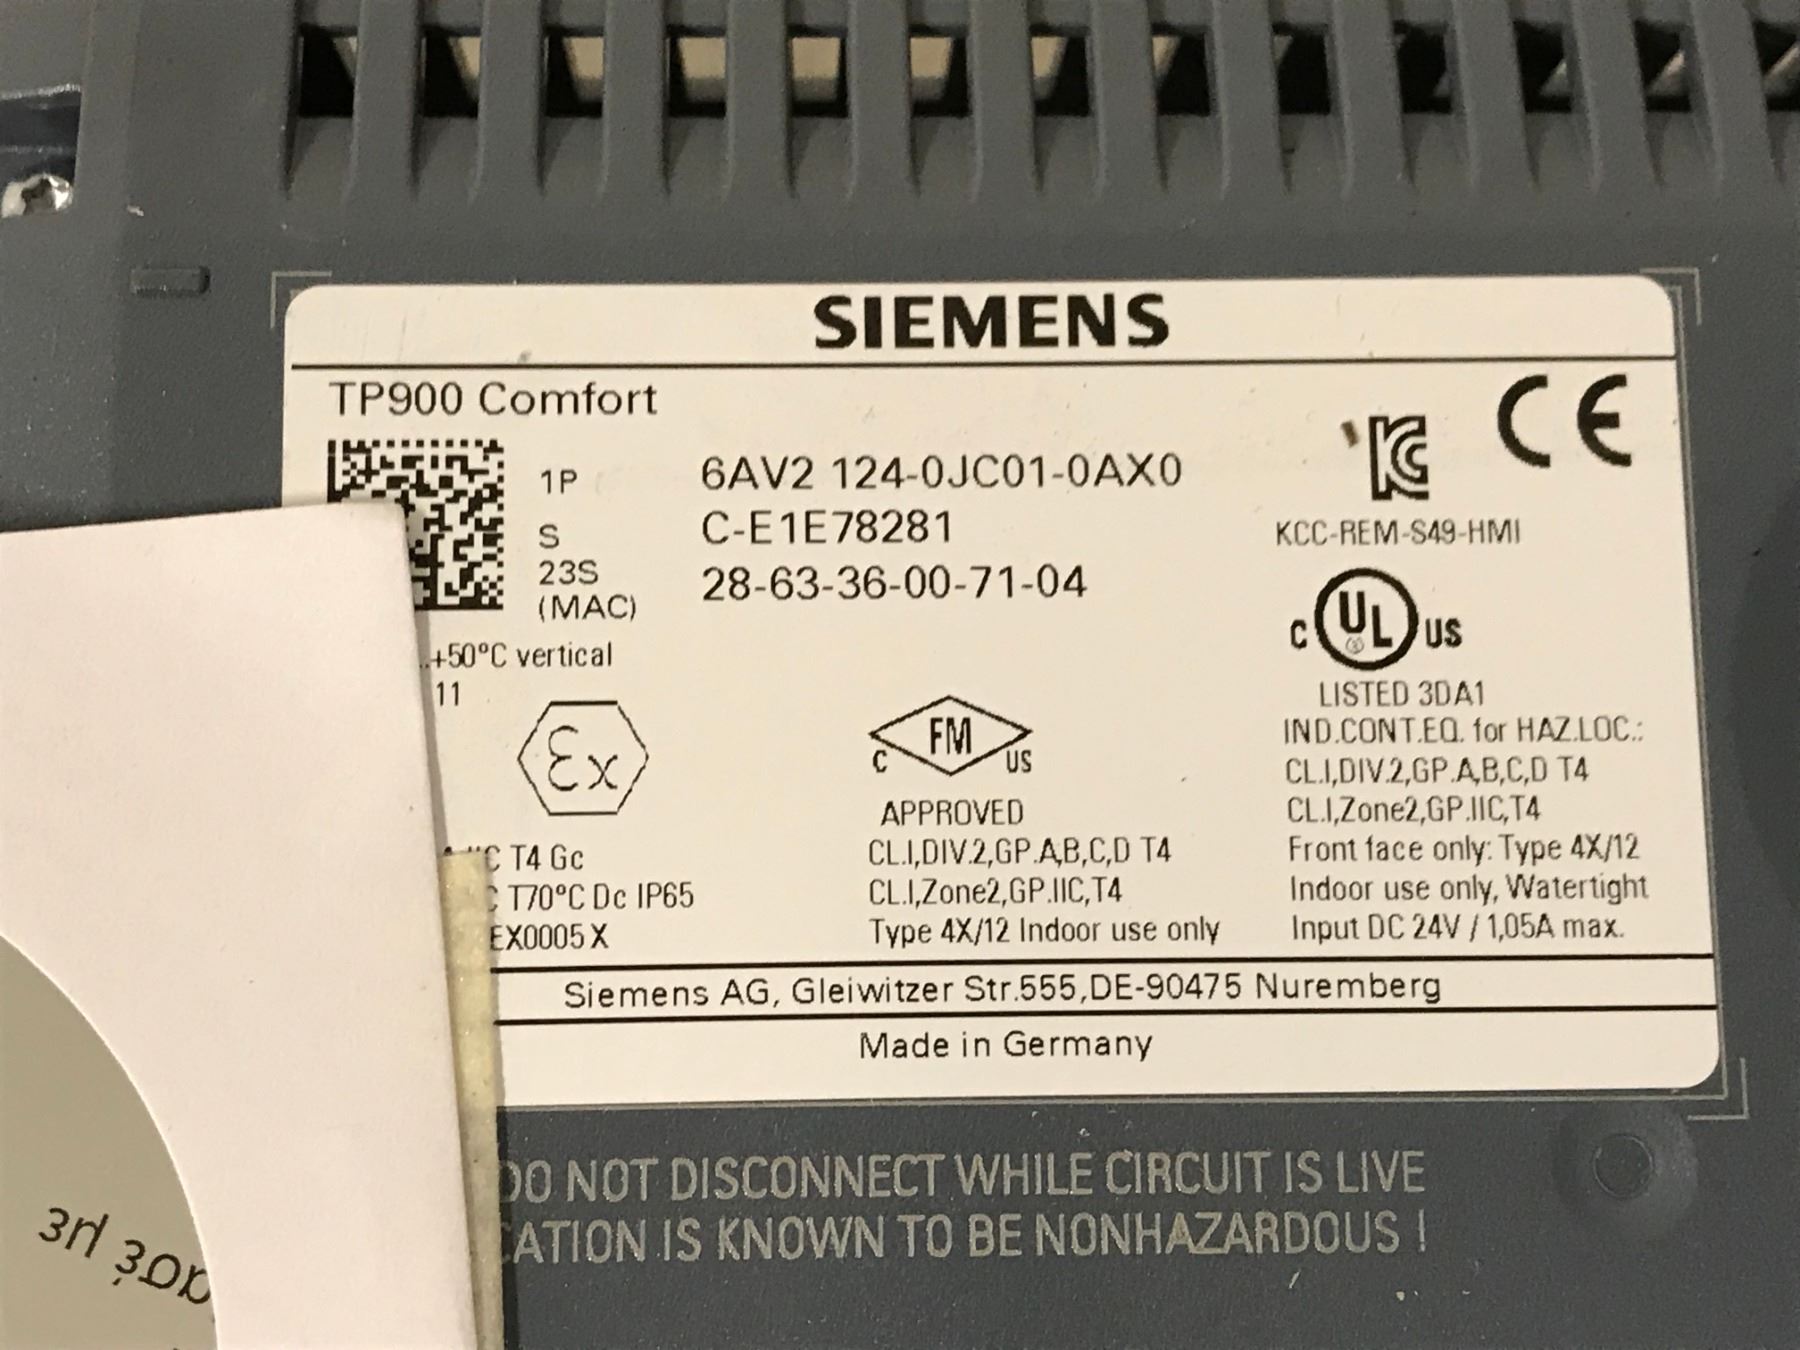 SIEMENS
TP900 Comfort
1P 6AV2 124-0JC01-0AX0
S C-E1E78281
23S 28-63-36-00-71-04
(MAC)
KCC-REM-S49-HMI
..+50°C vertical
11
Ex
C T4 Gc
T70°C Dc IP65
EX0005 X
C FM US
APPROVED
CL.I,DIV.2,GP.A,B,C,D T4
CL.I,Zone2,GP.IIC,T4
Type 4X/12 Indoor use only
CE
KC
C UL US
LISTED 3DA1
IND.CONT.EQ. for HAZ.LOC.:
CL.I,DIV.2,GP.A,B,C,D T4
CL.I,Zone2,GP.IIC,T4
Front face only: Type 4X/12
Indoor use only, Watertight
Input DC 24V / 1,05A max.
Siemens AG, Gleiwitzer Str.555,DE-90475 Nuremberg
Made in Germany
DO NOT DISCONNECT WHILE CIRCUIT IS LIVE
CATION IS KNOWN TO BE NONHAZARDOUS !